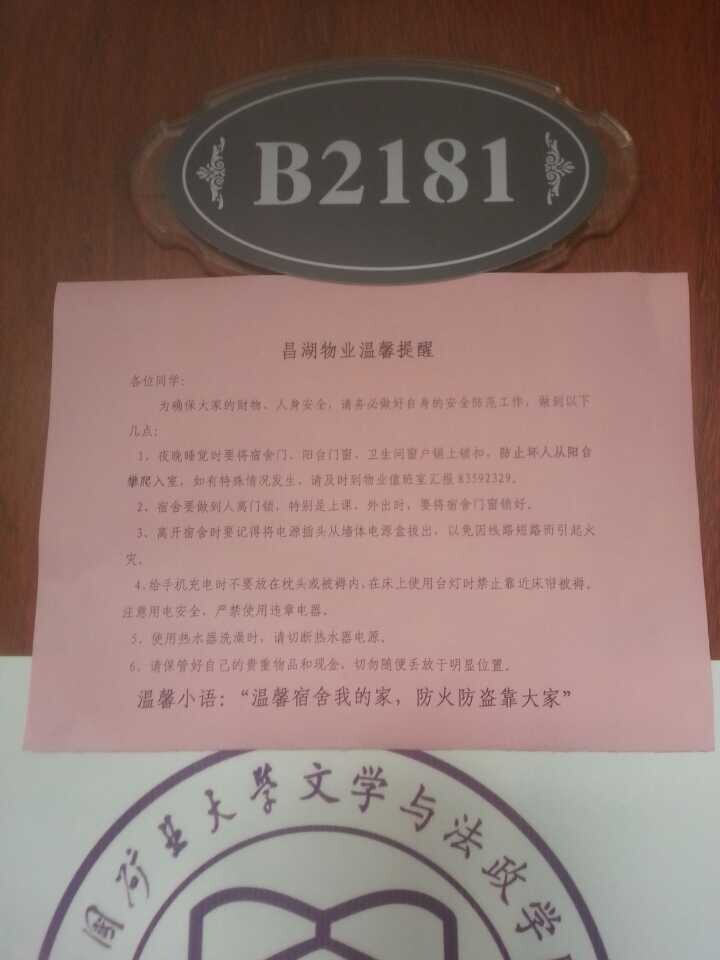 B2181
昌湖物业温馨提醒
各位同学：
为确保大家的财物、人身安全，请务必做好自身的安全防范工作，做到以下
几点：
1、夜晚睡觉时要将宿舍门、阳台门窗、卫生间窗户锁上锁扣，防止坏人从阳台
攀爬入室，如有特殊情况发生，请及时到物业值班室汇报 83592329。
2、宿舍要做到人离门锁，特别是上课，外出时，要将宿舍门窗锁好。
3、离开宿舍时要记得将电源插头从墙体电源盒拔出，以免因线路短路而引起火
灾。
4、给手机充电时不要放在枕头或被褥内，在床上使用台灯时禁止靠近床帘被褥。
注意用电安全，严禁使用违章电器。
5、使用热水器洗澡时，请切断热水器电源。
6、请保管好自己的贵重物品和现金，切勿随便丢放于明显位置。
温馨小语：“温馨宿舍我的家，防火防盗靠大家”
国矿业大学文学与法政学